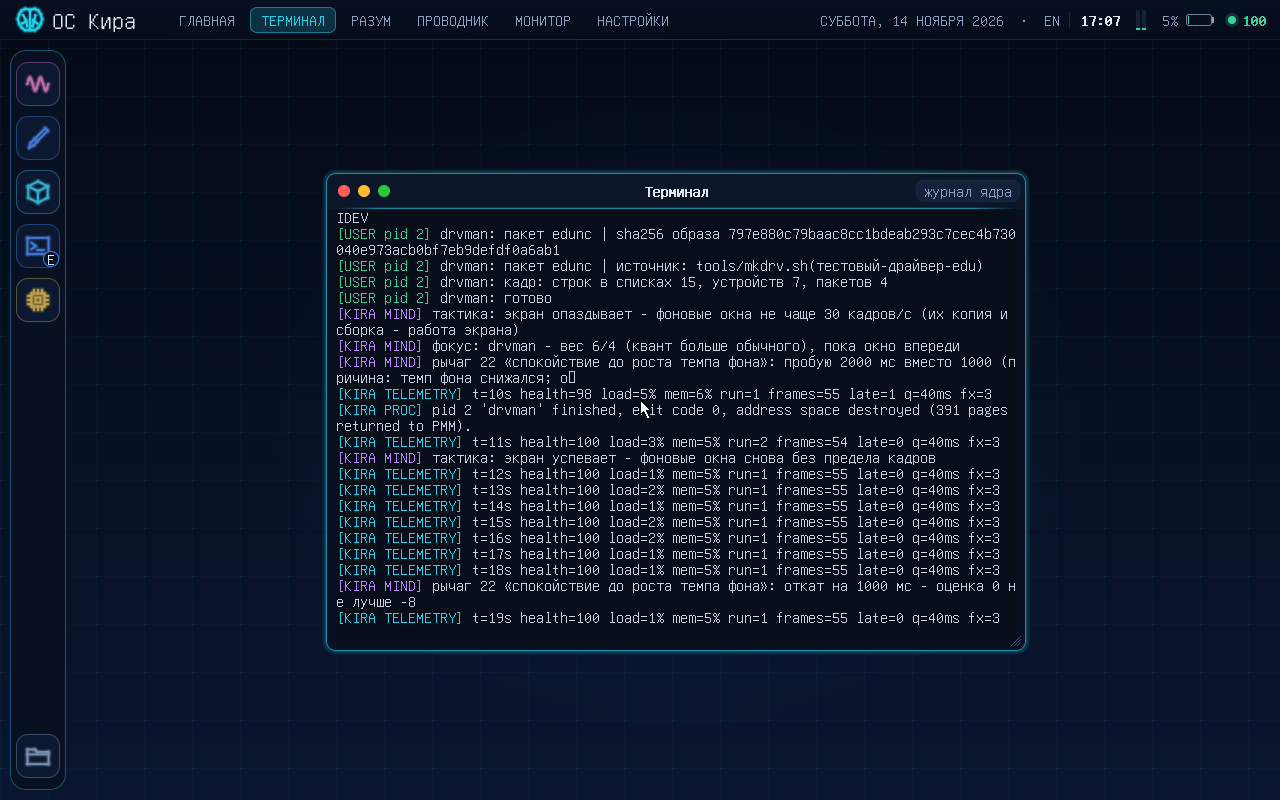 ОС Кира
ГЛАВНАЯ ТЕРМИНАЛ РАЗУМ ПРОВОДНИК МОНИТОР НАСТРОЙКИ СУББОТА, 14 НОЯБРЯ 2026 · EN 17:07 5% 100
E
Терминал
журнал ядра
IDEV
[USER pid 2] drvman: пакет edunc | sha256 образа 797e880c79baac8cc1bdeab293c7cec4b730
040e973acb0bf7eb9defdf0a6ab1
[USER pid 2] drvman: пакет edunc | источник: tools/mkdrv.sh(тестовый-драйвер-edu)
[USER pid 2] drvman: кадр: строк в списках 15, устройств 7, пакетов 4
[USER pid 2] drvman: готово
[KIRA MIND] тактика: экран опаздывает - фоновые окна не чаще 30 кадров/с (их копия и
сборка - работа экрана)
[KIRA MIND] фокус: drvman - вес 6/4 (квант больше обычного), пока окно впереди
[KIRA MIND] рычаг 22 «спокойствие до роста темпа фона»: пробую 2000 мс вместо 1000 (п
ричина: темп фона снижался; о
[KIRA TELEMETRY] t=10s health=98 load=5% mem=6% run=1 frames=55 late=1 q=40ms fx=3
[KIRA PROC] pid 2 'drvman' finished, exit code 0, address space destroyed (391 pages
returned to PMM).
[KIRA TELEMETRY] t=11s health=100 load=3% mem=5% run=2 frames=54 late=0 q=40ms fx=3
[KIRA MIND] тактика: экран успевает - фоновые окна снова без предела кадров
[KIRA TELEMETRY] t=12s health=100 load=1% mem=5% run=1 frames=55 late=0 q=40ms fx=3
[KIRA TELEMETRY] t=13s health=100 load=2% mem=5% run=1 frames=55 late=0 q=40ms fx=3
[KIRA TELEMETRY] t=14s health=100 load=1% mem=5% run=1 frames=55 late=0 q=40ms fx=3
[KIRA TELEMETRY] t=15s health=100 load=2% mem=5% run=1 frames=55 late=0 q=40ms fx=3
[KIRA TELEMETRY] t=16s health=100 load=2% mem=5% run=1 frames=55 late=0 q=40ms fx=3
[KIRA TELEMETRY] t=17s health=100 load=1% mem=5% run=1 frames=55 late=0 q=40ms fx=3
[KIRA TELEMETRY] t=18s health=100 load=1% mem=5% run=1 frames=55 late=0 q=40ms fx=3
[KIRA MIND] рычаг 22 «спокойствие до роста темпа фона»: откат на 1000 мс - оценка 0 н
е лучше -8
[KIRA TELEMETRY] t=19s health=100 load=1% mem=5% run=1 frames=55 late=0 q=40ms fx=3